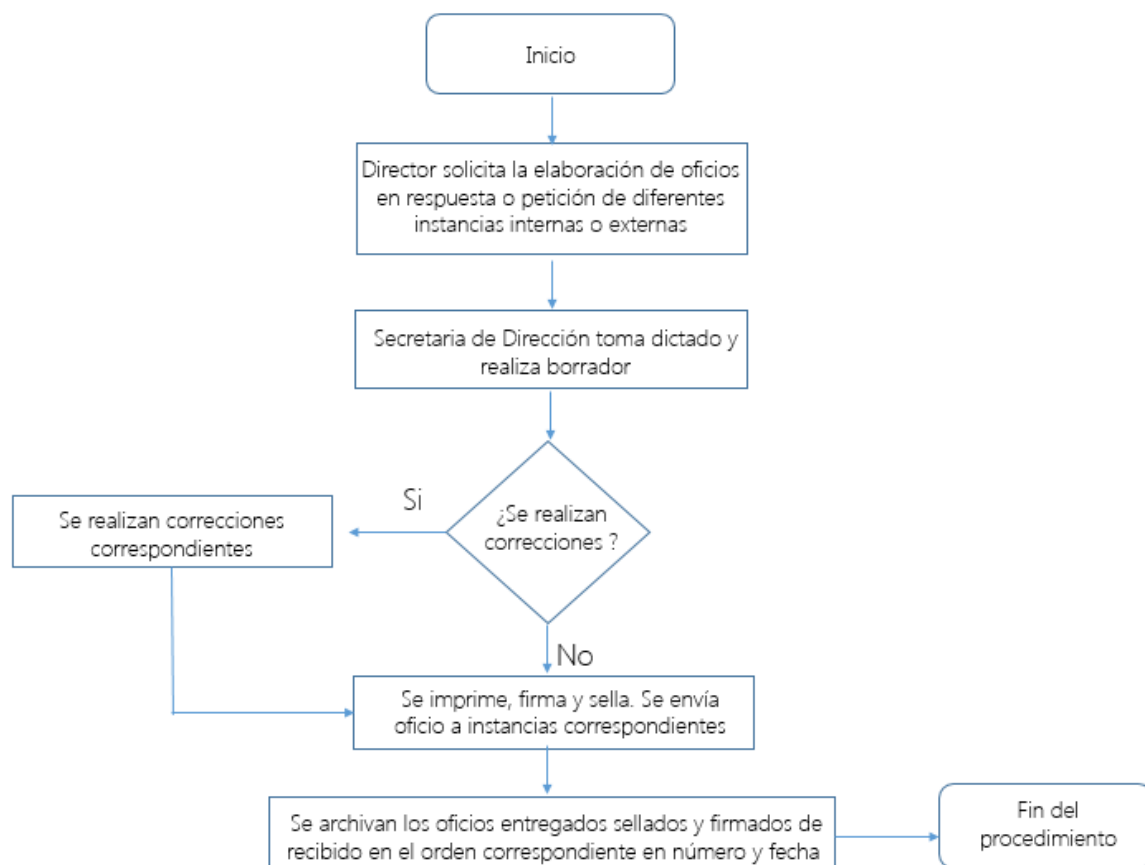 Inicio
Director solicita la elaboración de oficios
en respuesta o petición de diferentes
instancias internas o externas
Secretaria de Dirección toma dictado y
realiza borrador
¿Se realizan
correcciones ?
Si
Se realizan correcciones
correspondientes
No
Se imprime, firma y sella. Se envía
oficio a instancias correspondientes
Se archivan los oficios entregados sellados y firmados de
recibido en el orden correspondiente en número y fecha
Fin del
procedimiento